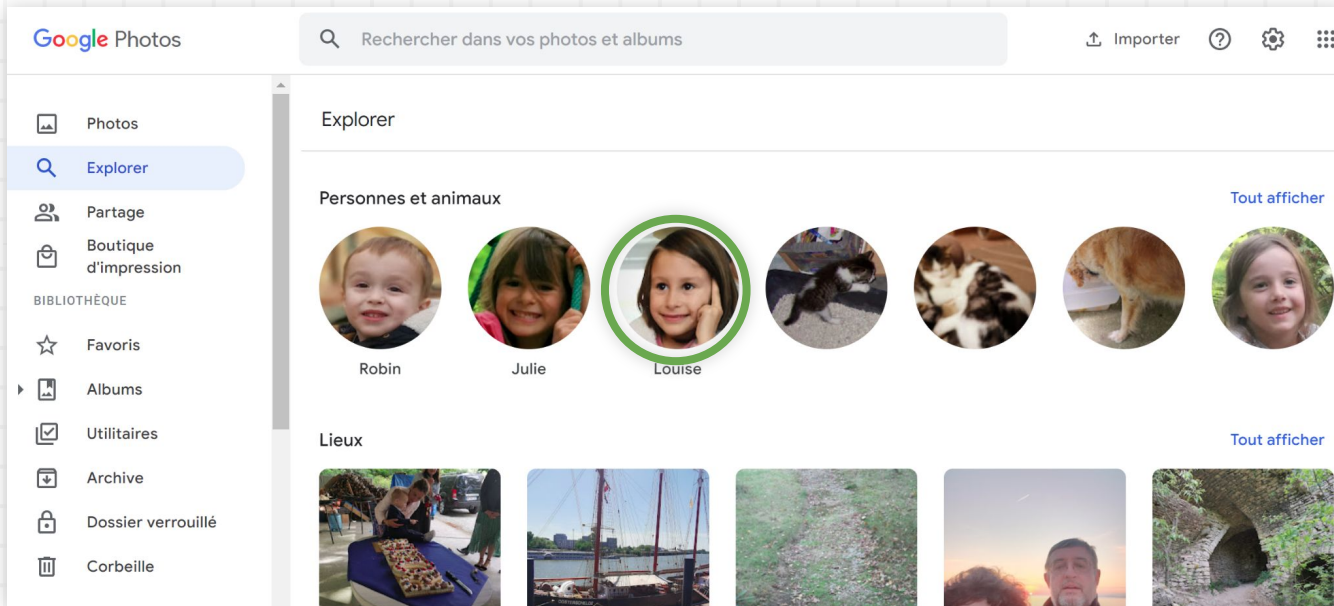 Google Photos
Rechercher dans vos photos et albums
Importer
Photos
Explorer
Partage
Boutique
d'impression
BIBLIOTHÈQUE
Favoris
Albums
Utilitaires
Archive
Dossier verrouillé
Corbeille
Explorer
Personnes et animaux
Tout afficher
Robin
Julie
Louise
Lieux
Tout afficher